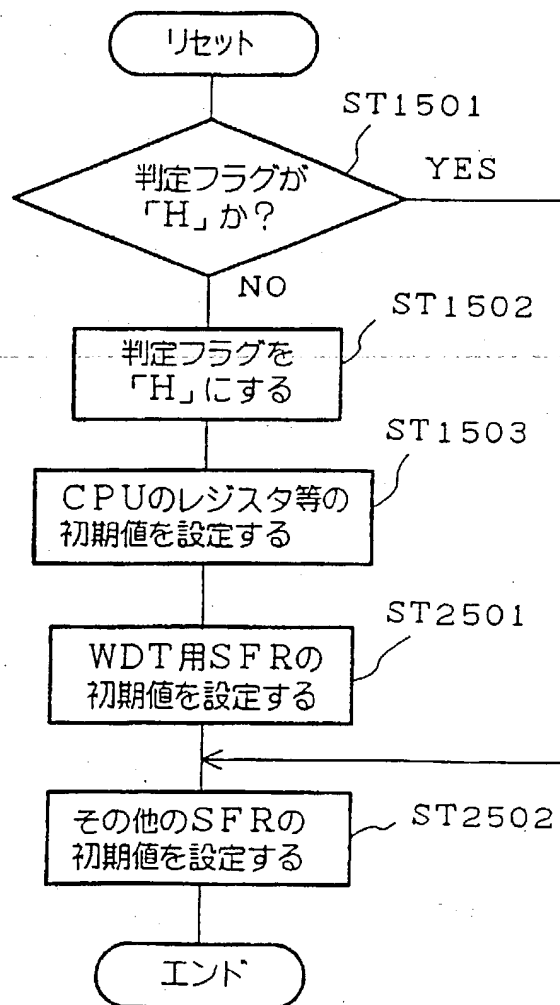 リセット
ST1501
判定フラグが
「H」か?
YES
NO
ST1502
判定フラグを
「H」にする
ST1503
CPUのレジスタ等の
初期値を設定する
ST2501
WDT用SFRの
初期値を設定する
その他のSFRの
初期値を設定する
ST2502
エンド